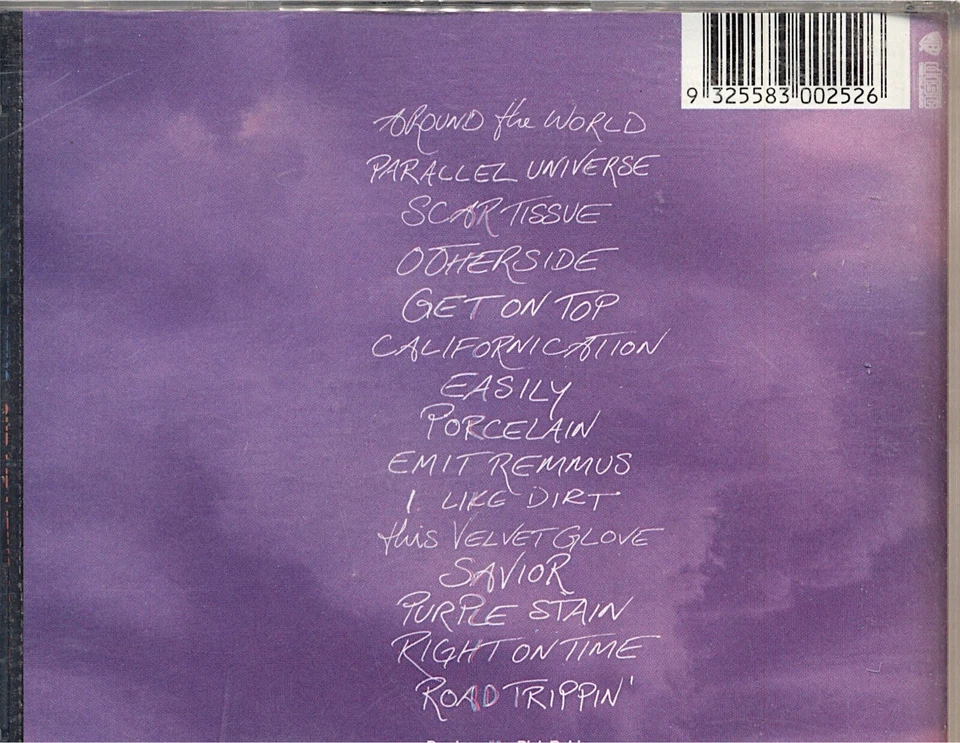 9 325583 002526
AROUND the WORLD
PARALLEL UNIVERSE
SCAR TISSUE
OTHERSIDE
GET ON TOP
CALIFORNICATION
EASILY
PORCELAIN
EMIT REMMUS
I LIKE DIRT
this VELVET GLOVE
SAVIOR
PURPLE STAIN
RIGHT ON TIME
ROAD TRIPPIN'